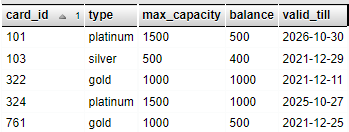 card_id 1 type max_capacity balance valid_till
101 platinum 1500 500 2026-10-30
103 silver 500 400 2021-12-29
322 gold 1000 1000 2021-12-11
324 platinum 1500 1000 2025-10-27
761 gold 1000 500 2021-12-25